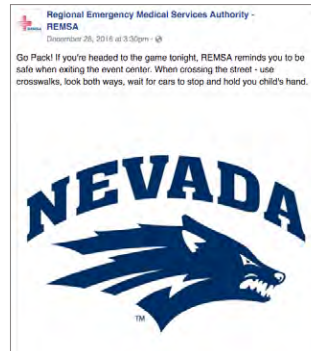 Regional Emergency Medical Services Authority -
REMSA
December 28, 2016 at 3:30pm ·
Go Pack! If you're headed to the game tonight, REMSA reminds you to be
safe when exiting the event center. When crossing the street - use
crosswalks, look both ways, wait for cars to stop and hold you child's hand.
NEVADA
TM